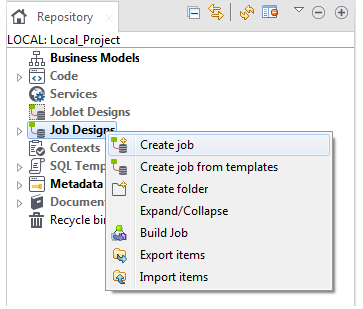 Repository
LOCAL: Local_Project
Business Models
Code
Services
Joblet Designs
Job Designs
Create job
Contexts
Create job from templates
SQL Temp
Create folder
Metadata
Expand/Collapse
Documen
Build Job
Recycle bin
Export items
Import items